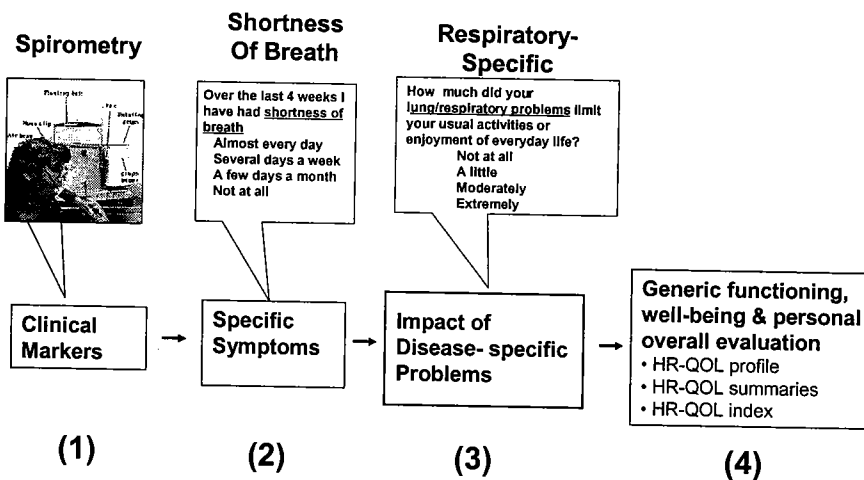 Spirometry
Shortness
Of Breath
Respiratory-
Specific
Floating bell
Nose clip
Over the last 4 weeks I
have had shortness of
breath
Almost every day
Several days a week
A few days a month
Not at all
How much did your
lung/respiratory problems limit
your usual activities or
enjoyment of everyday life?
Not at all
A little
Moderately
Extremely
Clinical
Markers
Specific
Symptoms
Impact of
Disease- specific
Problems
Generic functioning,
well-being & personal
overall evaluation
• HR-QOL profile
• HR-QOL summaries
• HR-QOL index
(1)
(2)
(3)
(4)